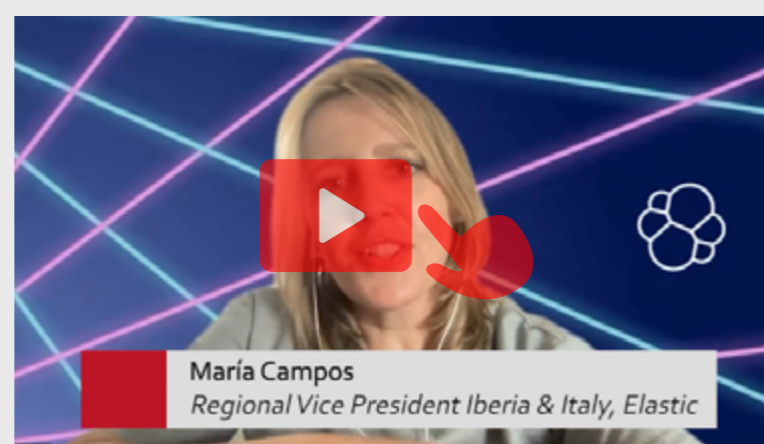 María Campos
Regional Vice President Iberia & Italy, Elastic